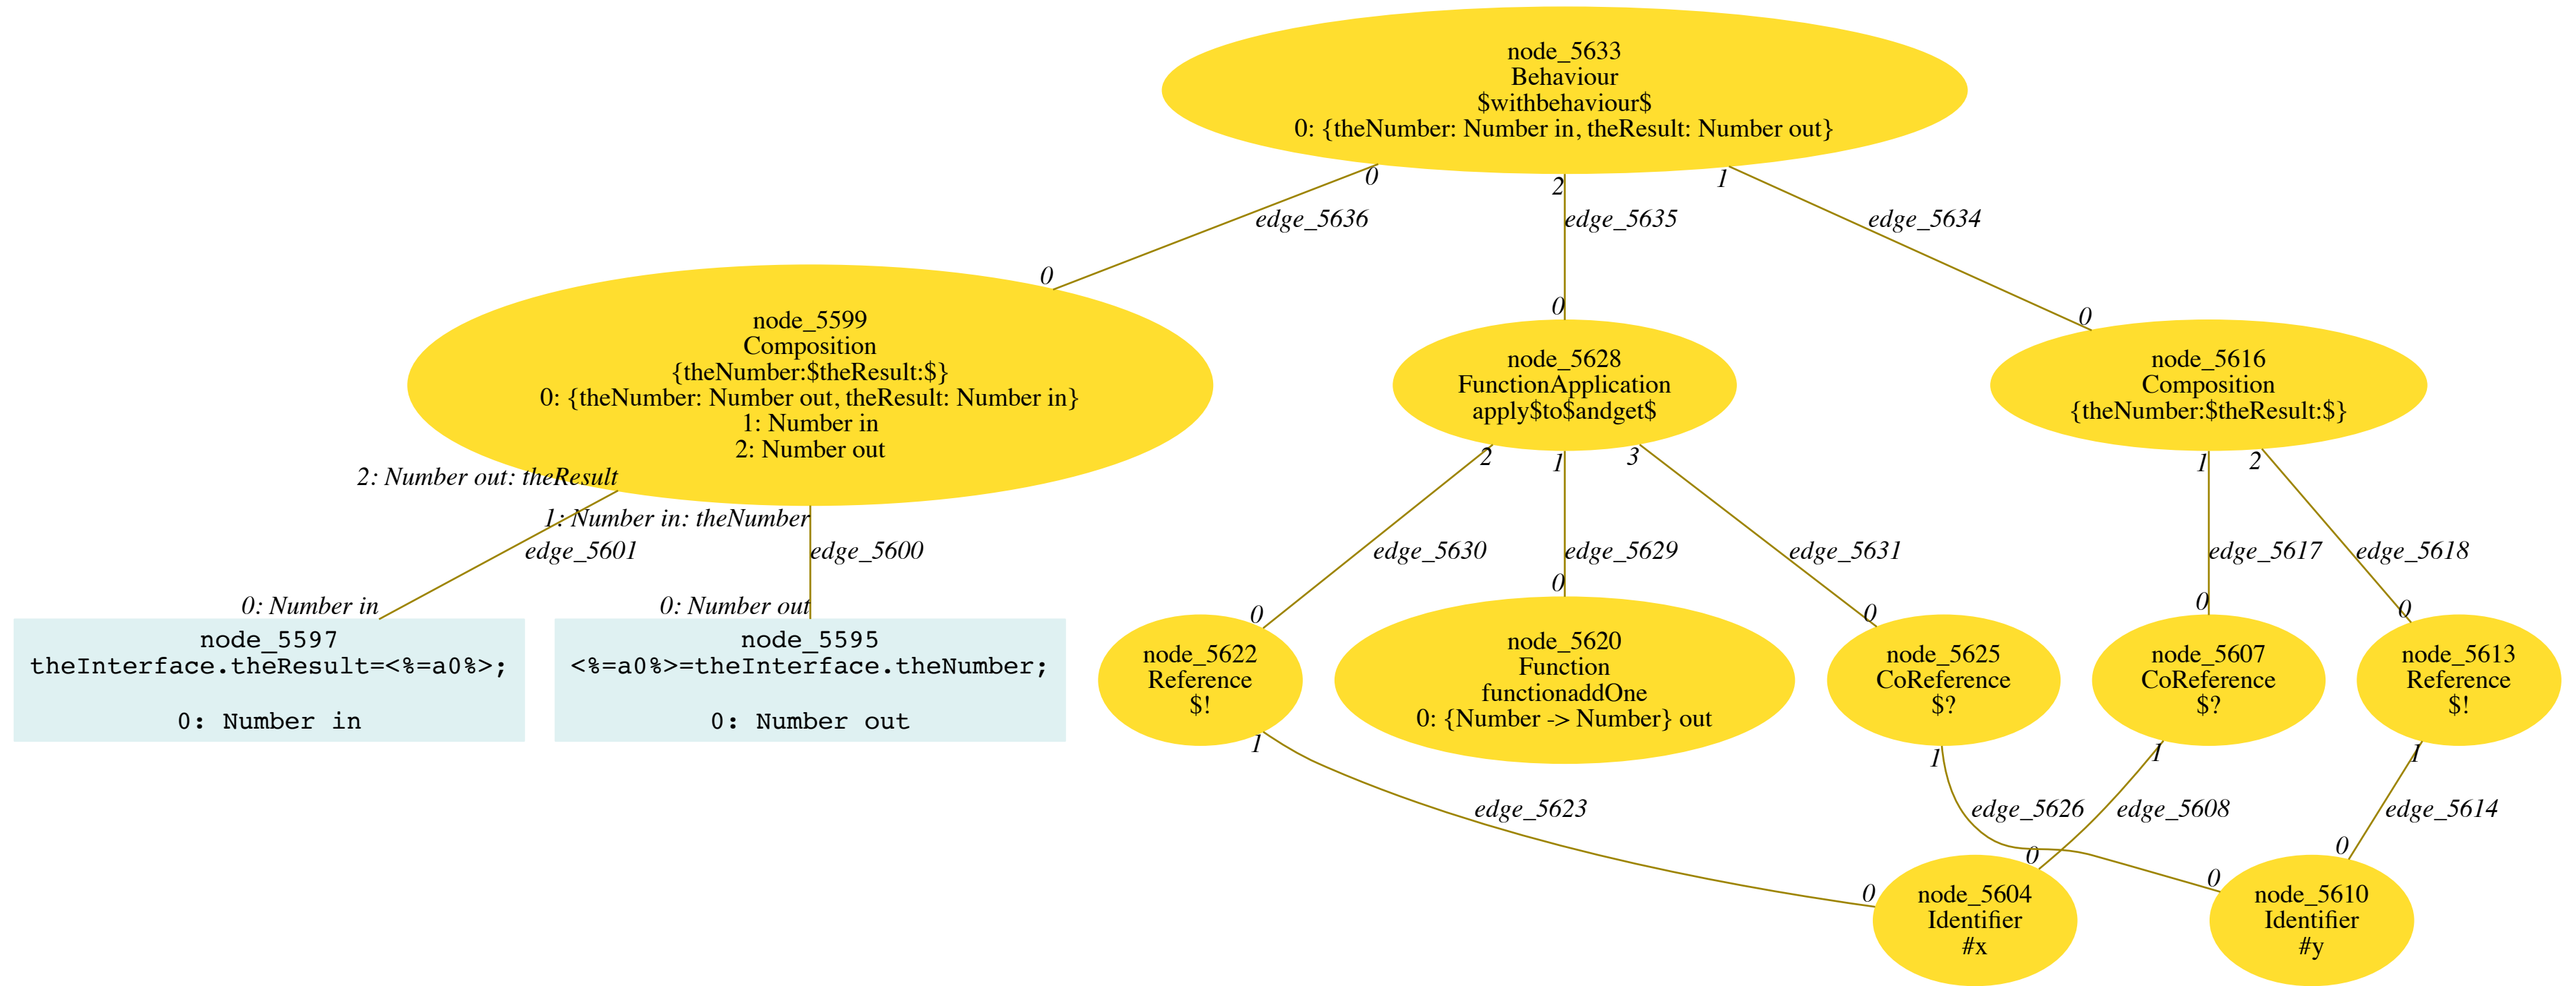 node_5633
Behaviour
$withbehaviour$
0: {theNumber: Number in, theResult: Number out}
0
2
1
edge_5636
edge_5635
edge_5634
0
0
0
node_5599
Composition
{theNumber:$theResult:$}
0: {theNumber: Number out, theResult: Number in}
1: Number in
2: Number out
node_5628
FunctionApplication
apply$to$andget$
node_5616
Composition
{theNumber:$theResult:$}
2: Number out: theResult
1: Number in: theNumber
2
1
3
1
2
edge_5601
edge_5600
edge_5630
edge_5629
edge_5631
edge_5617
edge_5618
0: Number in
0: Number out
0
0
0
0
0
node_5597
theInterface.theResult=<%=a0%>;
0: Number in
node_5595
<%=a0%>=theInterface.theNumber;
0: Number out
node_5622
Reference
$!
node_5620
Function
functionaddOne
0: {Number -> Number} out
node_5625
CoReference
$?
node_5607
CoReference
$?
node_5613
Reference
$!
1
1
1
1
edge_5623
edge_5626
edge_5608
edge_5614
0
0
0
0
node_5604
Identifier
#x
node_5610
Identifier
#y